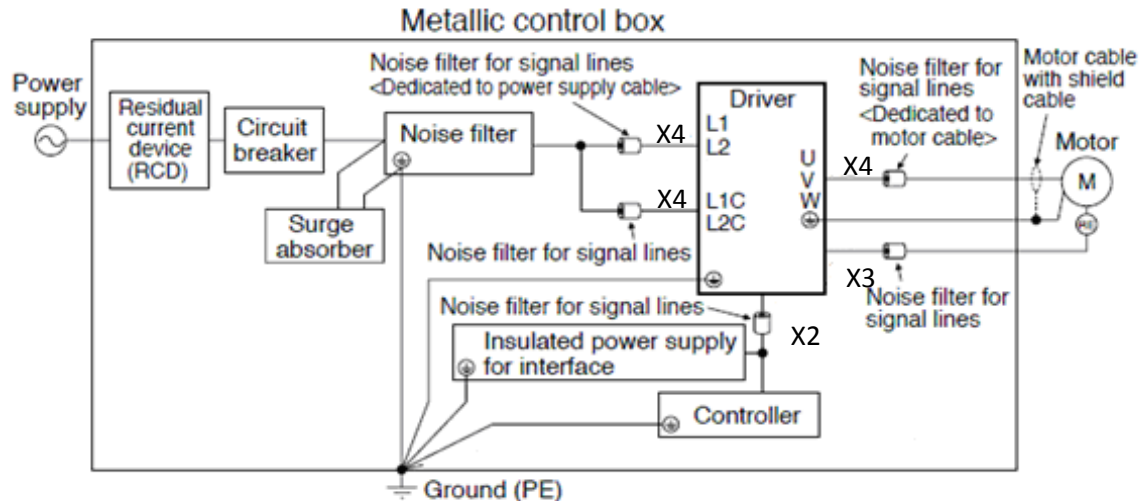 Metallic control box
Power
supply
Residual
current
device
(RCD)
Circuit
breaker
Surge
absorber
Noise filter
Noise filter for signal lines
<Dedicated to power supply cable>
X4
X4
Noise filter for signal lines
Driver
L1
L2
L1C
L2C
U
V
W
X4
Noise filter for
signal lines
<Dedicated to
motor cable>
Motor cable
with shield
cable
Motor
M
RE
X3
Noise filter for
signal lines
Noise filter for signal lines
X2
Insulated power supply
for interface
Controller
Ground (PE)